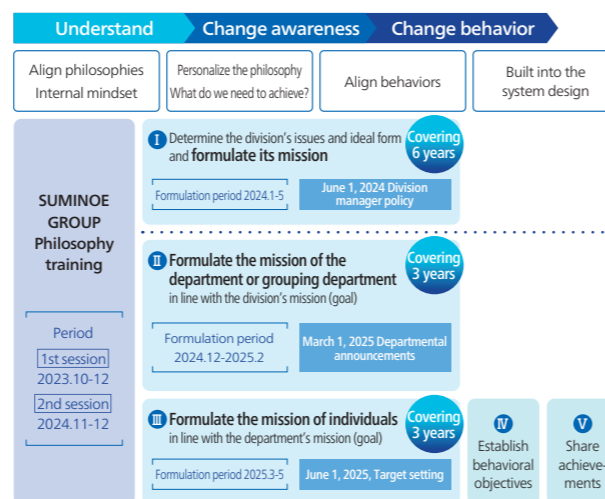 Understand
Change awareness
Change behavior
Align philosophies
Internal mindset
Personalize the philosophy
What do we need to achieve?
Align behaviors
Built into the
system design
SUMINOE
GROUP
Philosophy
training
Period
1st session
2023.10-12
2nd session
2024.11-12
I Determine the division's issues and ideal form
and formulate its mission
Covering
6 years
Formulation period 2024.1-5
June 1, 2024 Division
manager policy
II Formulate the mission of the
department or grouping department
in line with the division's mission (goal)
Covering
3 years
Formulation period
2024.12-2025.2
March 1, 2025 Departmental
announcements
III Formulate the mission of individuals
in line with the department's mission (goal)
Covering
3 years
Formulation period 2025.3-5
June 1, 2025, Target setting
IV
Establish
behavioral
objectives
V
Share
achieve-
ments